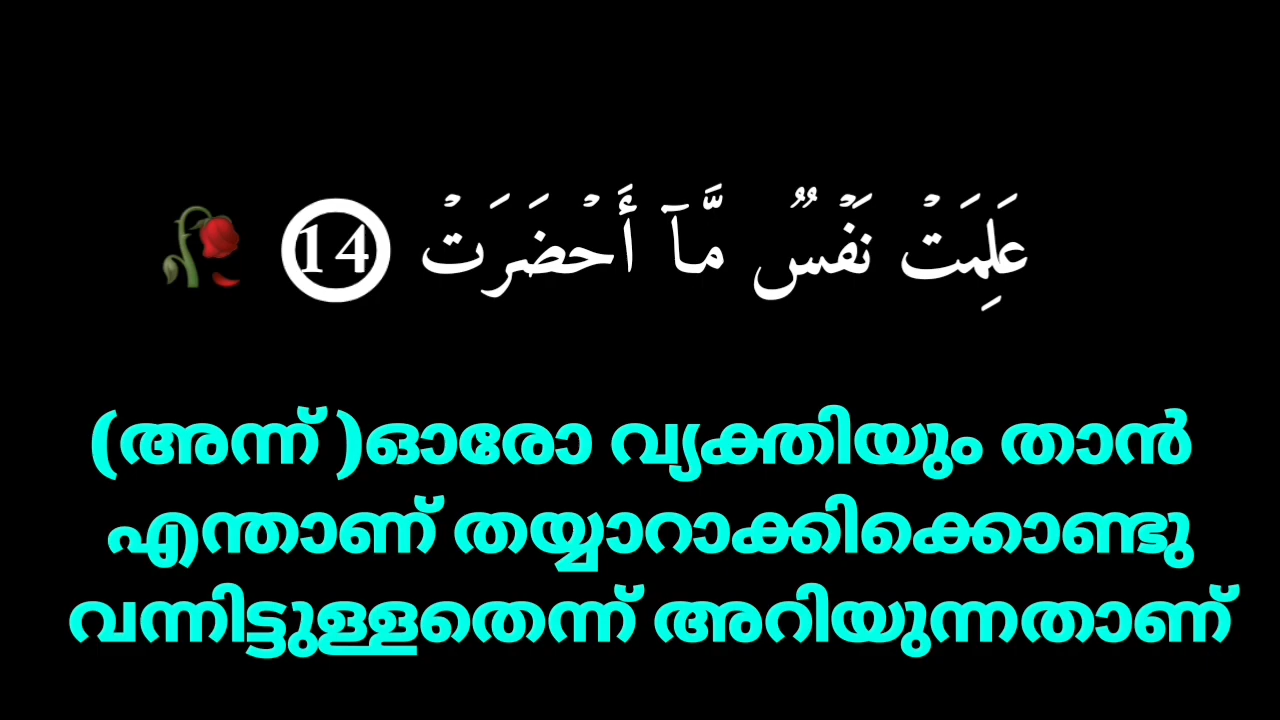 عَلِمَتۡ نَفۡسٌ مَّآ أَحۡضَرَتۡ 14 🥀
(അന്ന് )ഓരോ വ്യക്തിയും താൻ
എന്താണ് തയ്യാറാക്കിക്കൊണ്ടു
വന്നിട്ടുള്ളതെന്ന് അറിയുന്നതാണ്